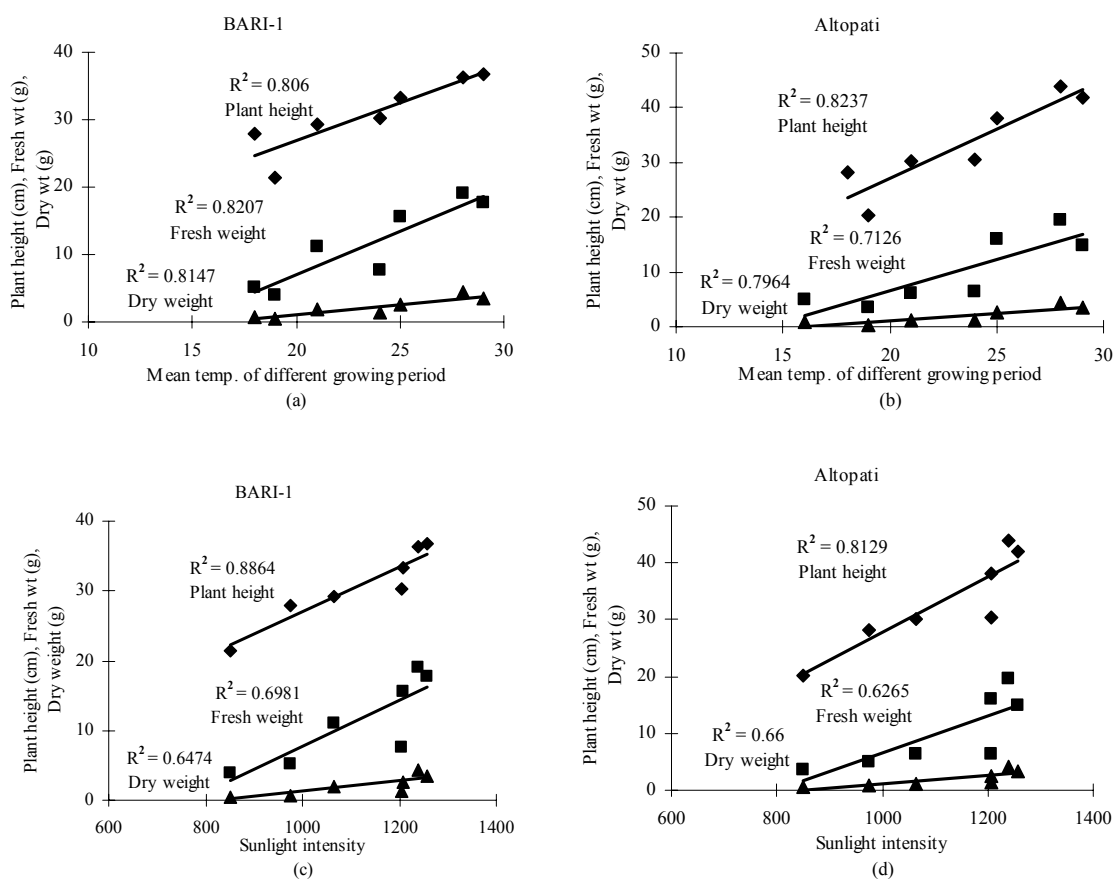 BARI-1
Plant height (cm), Fresh wt (g),
Dry wt (g)
40
30
20
10
0
R² = 0.806
Plant height
R² = 0.8207
Fresh weight
R² = 0.8147
Dry weight
10 15 20 25 30
Mean temp. of different growing period
(a)
Altopati
Plant height (cm), Fresh wt (g),
Dry wt (g)
50
40
30
20
10
0
R² = 0.8237
Plant height
R² = 0.7126
Fresh weight
R² = 0.7964
Dry weight
10 15 20 25 30
Mean temp. of different growing period
(b)
BARI-1
Plant height (cm), Fresh wt (g),
Dry weight (g)
40
30
20
10
0
R² = 0.8864
Plant height
R² = 0.6981
Fresh weight
R² = 0.6474
Dry weight
600 800 1000 1200 1400
Sunlight intensity
(c)
Altopati
Plant height (cm), Fresh wt (g),
Dry wt (g)
50
40
30
20
10
0
R² = 0.8129
Plant height
R² = 0.6265
Fresh weight
R² = 0.66
Dry weight
600 800 1000 1200 1400
Sunlight intensity
(d)